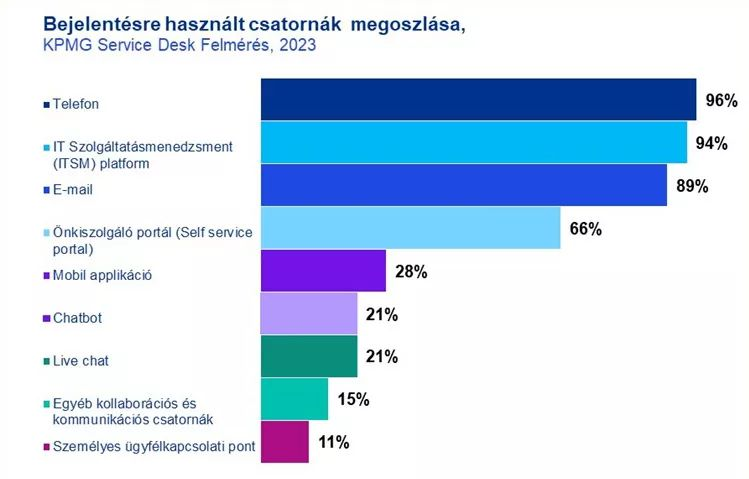 Bejelentésre használt csatornák megoszlása,
KPMG Service Desk Felmérés, 2023
Telefon
96%
IT Szolgáltatásmenedzsment
(ITSM) platform
94%
E-mail
89%
Önkiszolgáló portál (Self service
portal)
66%
Mobil applikáció
28%
Chatbot
21%
Live chat
21%
Egyéb kollaborációs és
kommunikációs csatornák
15%
Személyes ügyfélkapcsolati pont
11%